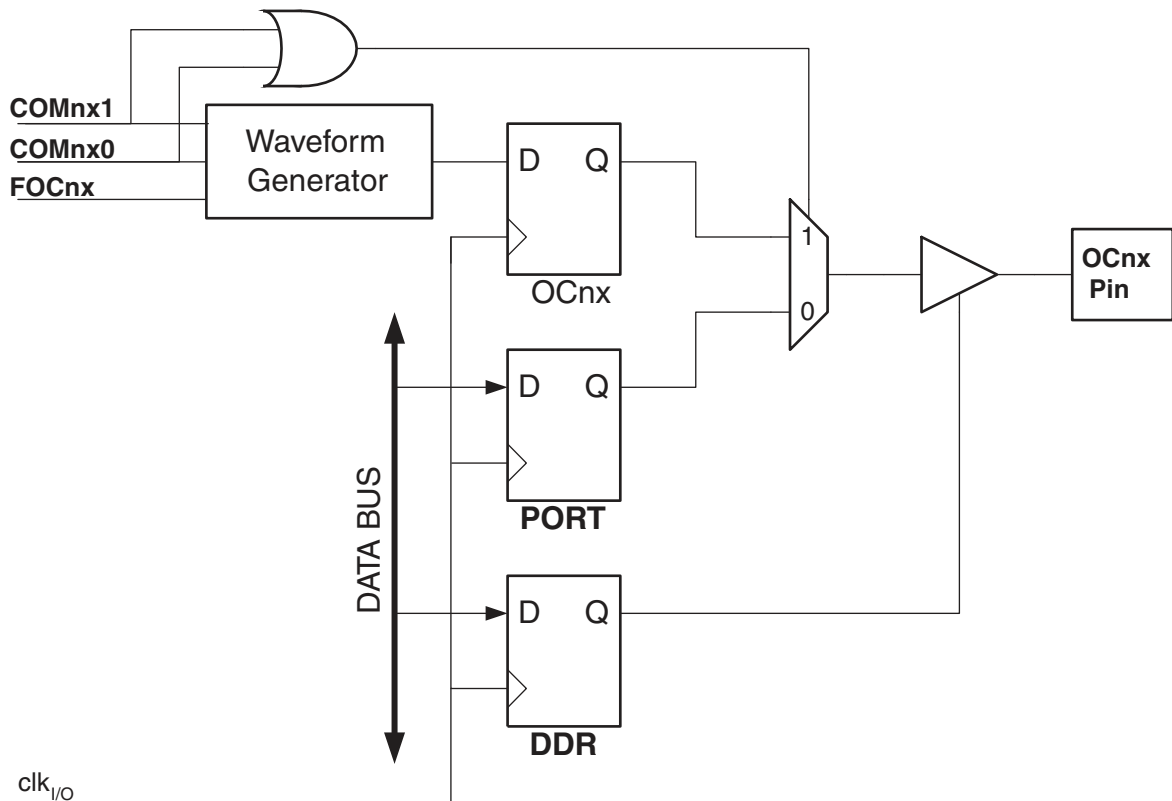 COMnx1
COMnx0
FOCnx
Waveform
Generator
D Q
OCnx
1
0
OCnx
Pin
D Q
PORT
DATA BUS
D Q
DDR
clkI/O